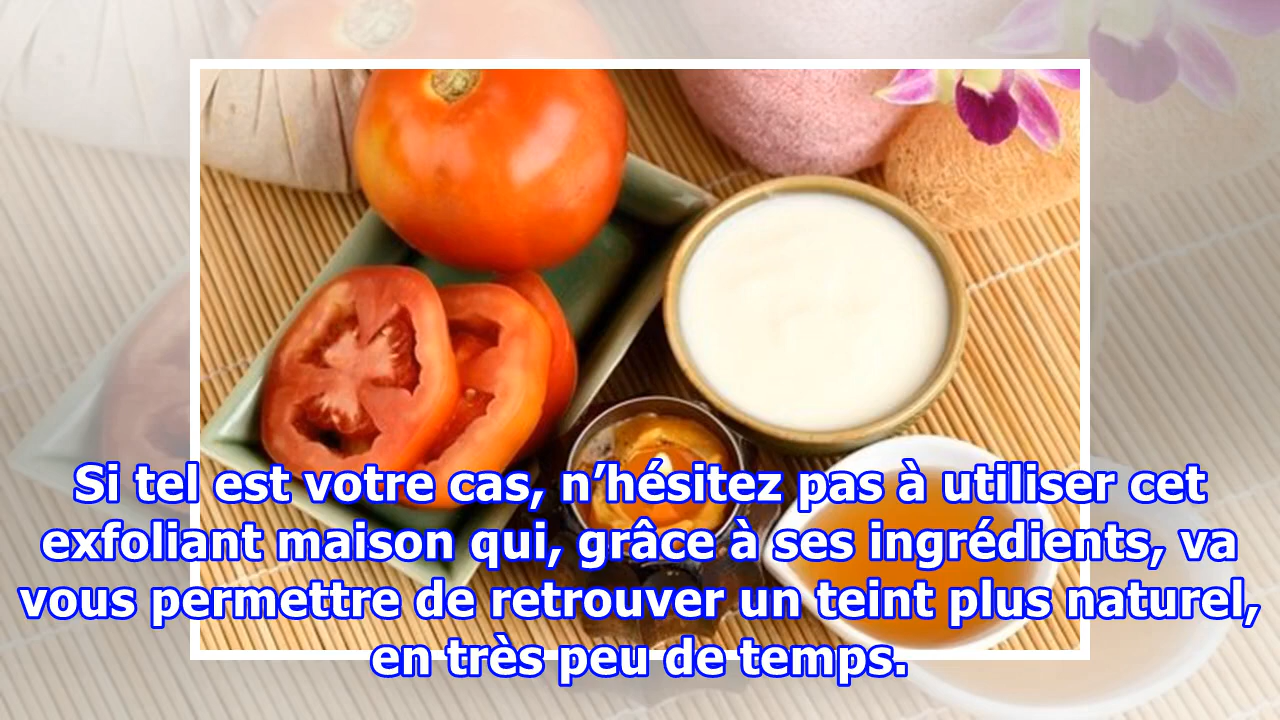 Si tel est votre cas, n’hésitez pas à utiliser cet
exfoliant maison qui, grâce à ses ingrédients, va
vous permettre de retrouver un teint plus naturel,
en très peu de temps.